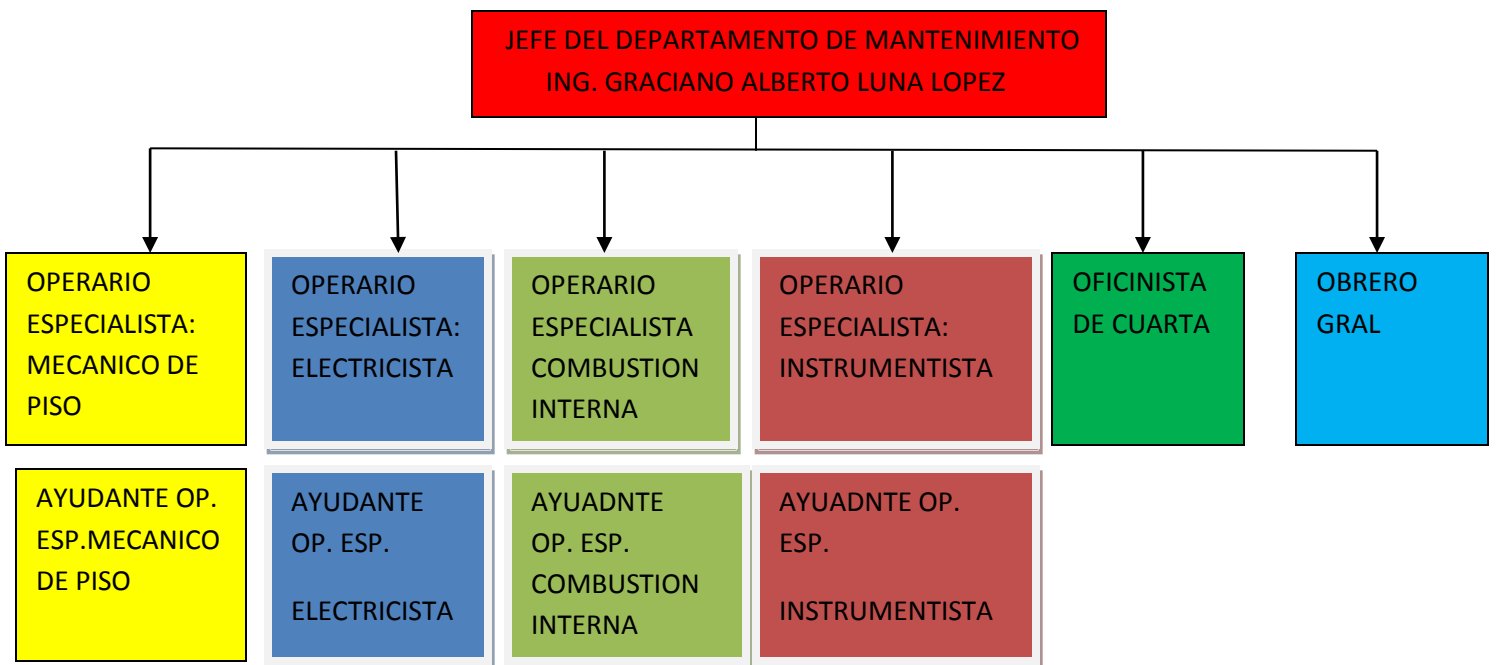 JEFE DEL DEPARTAMENTO DE MANTENIMIENTO
ING. GRACIANO ALBERTO LUNA LOPEZ
OPERARIO
ESPECIALISTA:
MECANICO DE
PISO
OPERARIO
ESPECIALISTA:
ELECTRICISTA
OPERARIO
ESPECIALISTA
COMBUSTION
INTERNA
OPERARIO
ESPECIALISTA:
INSTRUMENTISTA
OFICINISTA
DE CUARTA
OBRERO
GRAL
AYUDANTE OP.
ESP.MECANICO
DE PISO
AYUDANTE
OP. ESP.
ELECTRICISTA
AYUADNTE
OP. ESP.
COMBUSTION
INTERNA
AYUADNTE OP.
ESP.
INSTRUMENTISTA